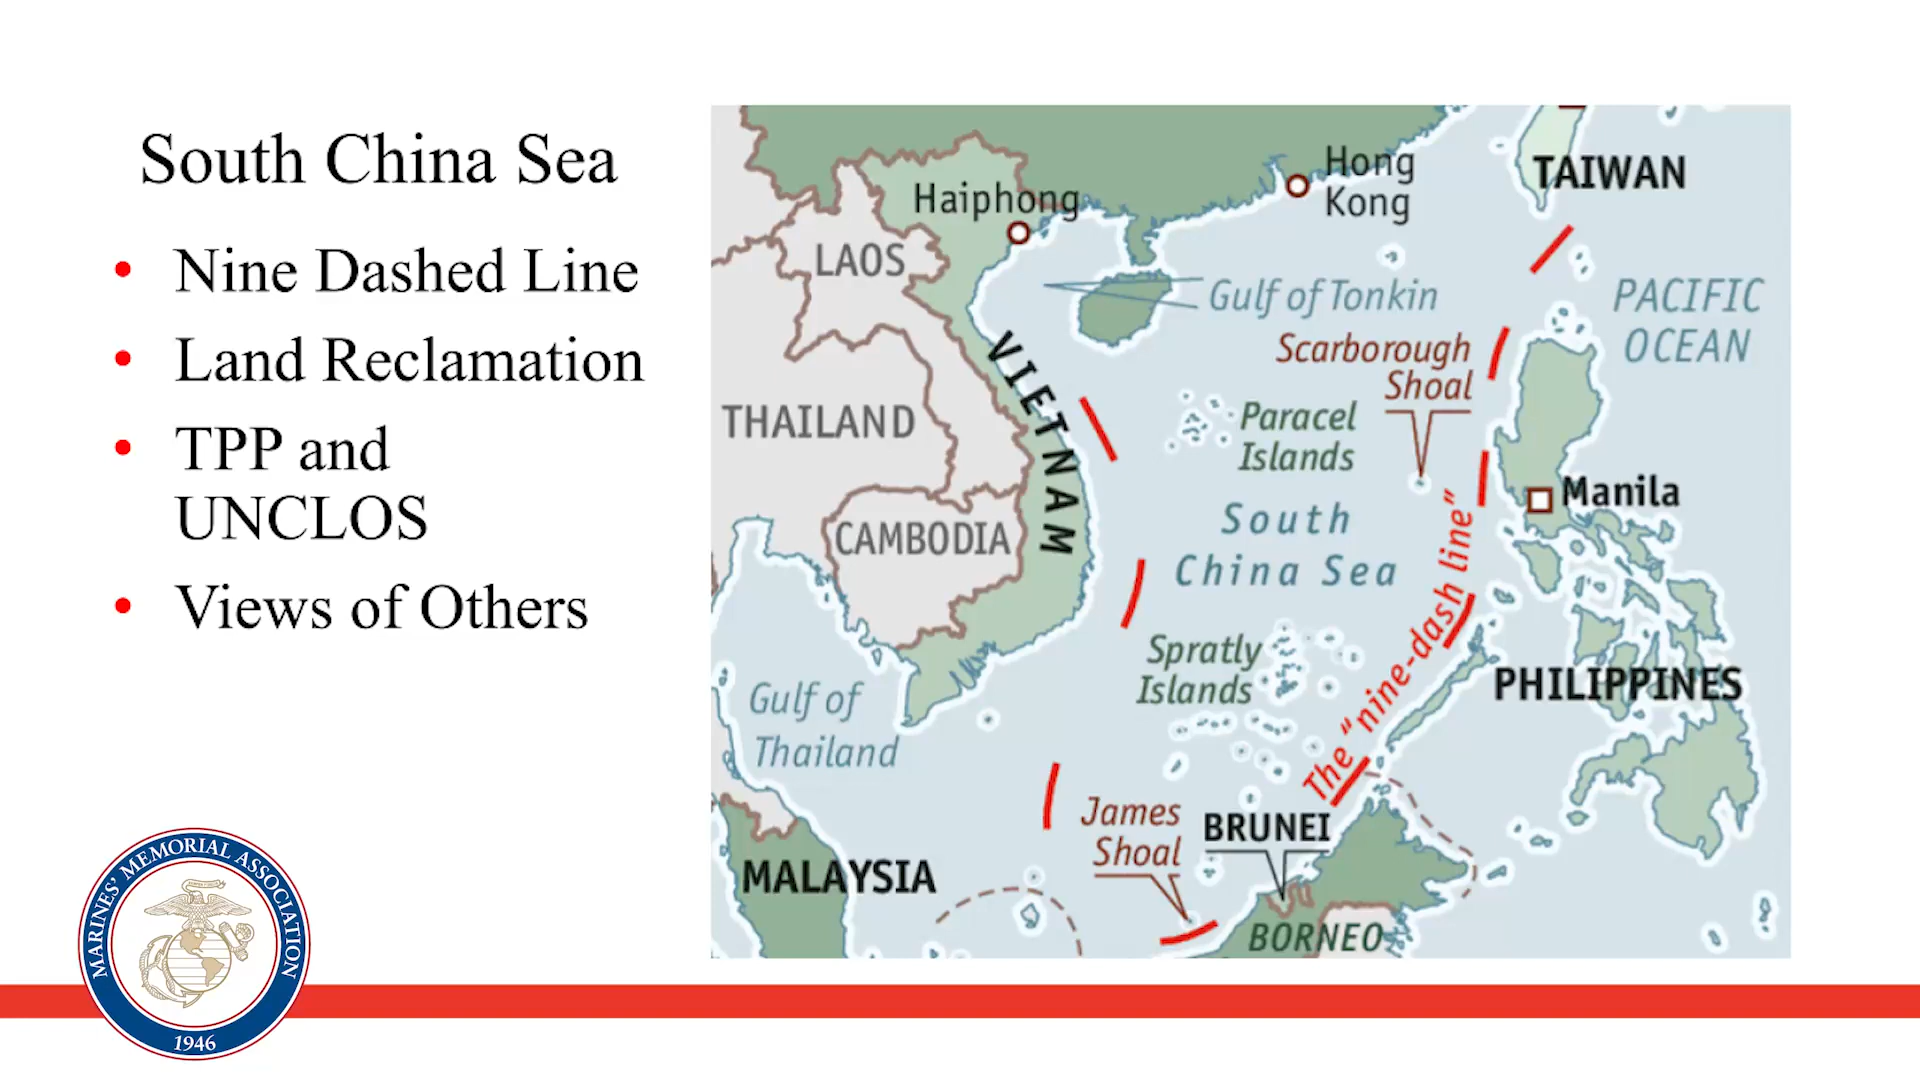 South China Sea
Nine Dashed Line
Land Reclamation
TPP and
UNCLOS
Views of Others
Hong
Kong
TAIWAN
Haiphong
LAOS
Gulf of Tonkin
PACIFIC
OCEAN
Scarborough
Shoal
VIETNAM
THAILAND
Paracel
Islands
Manila
South
China Sea
CAMBODIA
The "nine-dash line"
Spratly
Islands
PHILIPPINES
Gulf of
Thailand
James
Shoal
BRUNEI
MALAYSIA
BORNEO
MARINES' MEMORIAL ASSOCIATION
1946